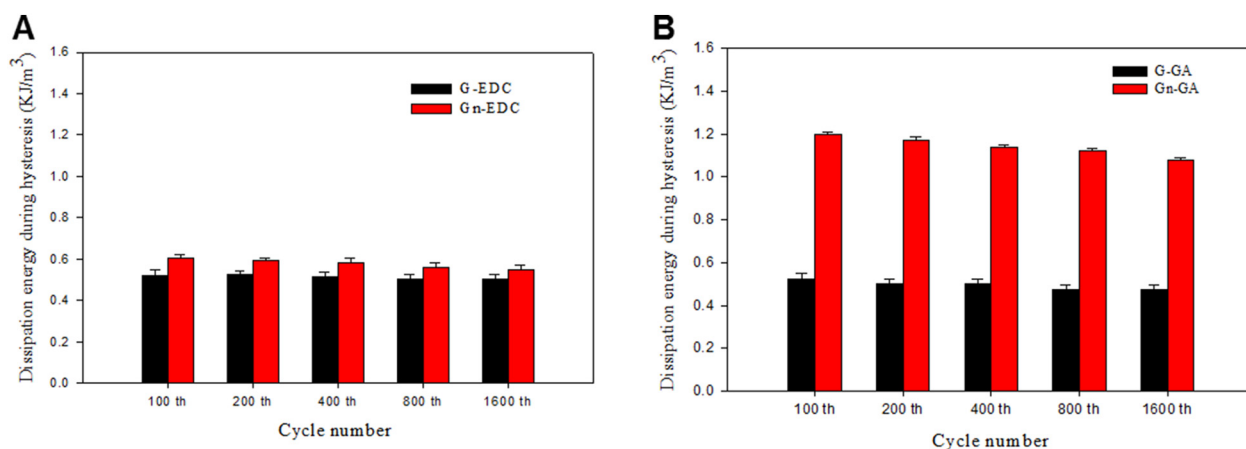 A
Dissipation energy during hysteresis (KJ/m³)
1.6
1.4
1.2
1.0
0.8
0.6
0.4
0.2
0.0
G-EDC
Gn-EDC
100 th 200 th 400 th 800 th 1600 th
Cycle number
B
Dissipation energy during hysteresis (KJ/m³)
1.6
1.4
1.2
1.0
0.8
0.6
0.4
0.2
0.0
G-GA
Gn-GA
100 th 200 th 400 th 800 th 1600 th
Cycle number